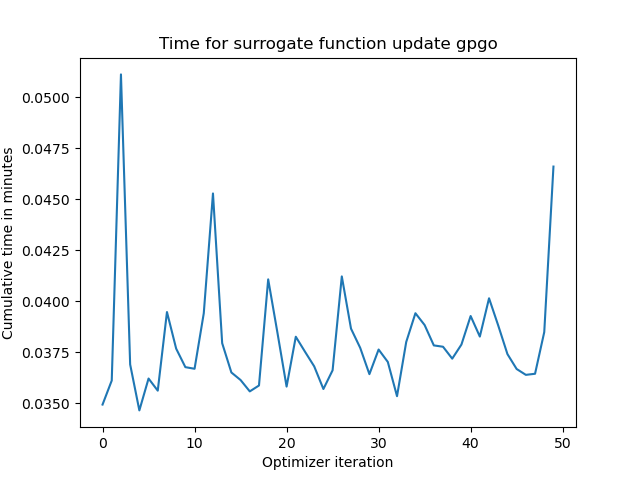 Time for surrogate function update gpgo
Cumulative time in minutes
0.0500
0.0475
0.0450
0.0425
0.0400
0.0375
0.0350
0 10 20 30 40 50
Optimizer iteration